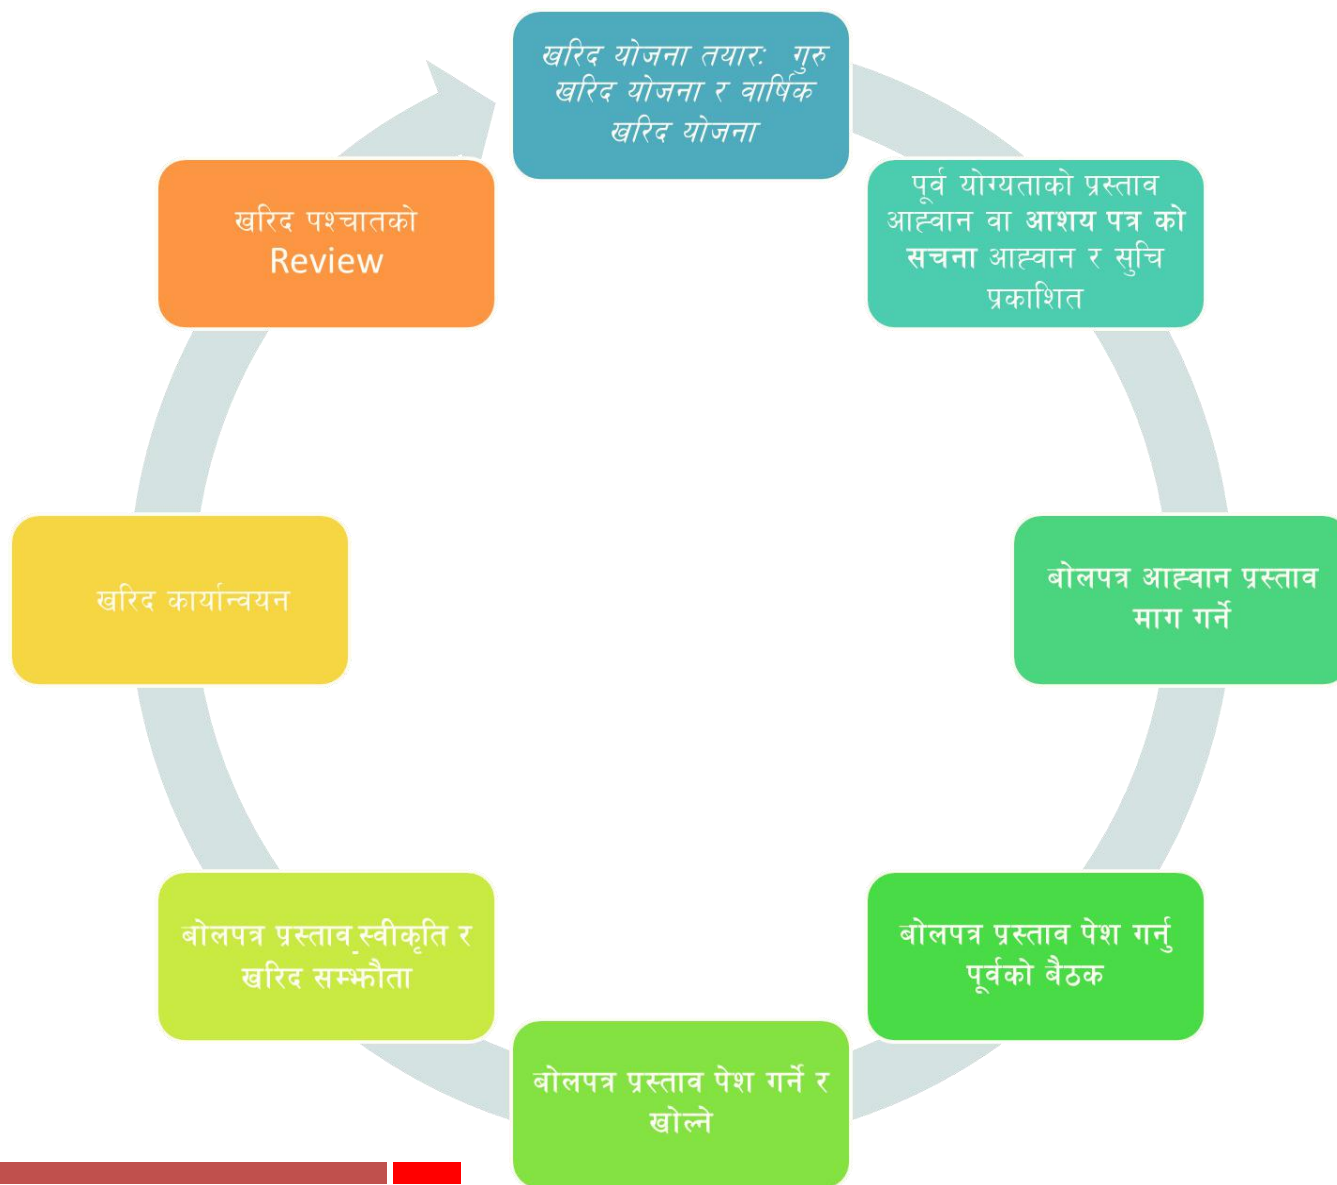 खरिद योजना तयारः गुरु
खरिद योजना र वार्षिक
खरिद योजना
पूर्व योग्यताको प्रस्ताव
आह्वान वा आशय पत्र को
सचना आह्वान र सुचि
प्रकाशित
बोलपत्र आह्वान प्रस्ताव
माग गर्ने
बोलपत्र प्रस्ताव पेश गर्नु
पूर्वको बैठक
बोलपत्र प्रस्ताव पेश गर्ने र
खोल्ने
बोलपत्र प्रस्ताव स्वीकृति र
खरिद सम्झौता
खरिद कार्यान्वयन
खरिद पश्चातको
Review